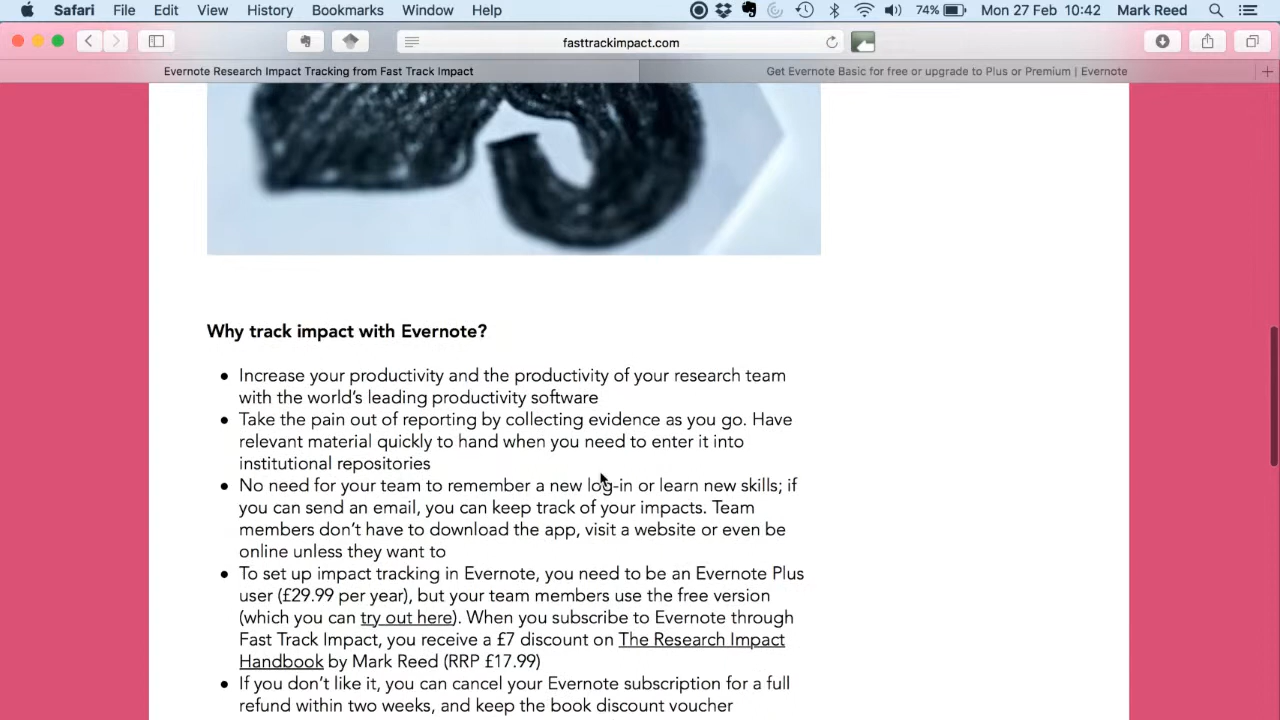 Safari File Edit View History Bookmarks Window Help 74% Mon 27 Feb 10:42 Mark Reed
fasttrackimpact.com
Evernote Research Impact Tracking from Fast Track Impact Get Evernote Basic for free or upgrade to Plus or Premium | Evernote
Why track impact with Evernote?
• Increase your productivity and the productivity of your research team
with the world's leading productivity software
• Take the pain out of reporting by collecting evidence as you go. Have
relevant material quickly to hand when you need to enter it into
institutional repositories
• No need for your team to remember a new log-in or learn new skills; if
you can send an email, you can keep track of your impacts. Team
members don't have to download the app, visit a website or even be
online unless they want to
• To set up impact tracking in Evernote, you need to be an Evernote Plus
user (£29.99 per year), but your team members use the free version
(which you can try out here). When you subscribe to Evernote through
Fast Track Impact, you receive a £7 discount on The Research Impact
Handbook by Mark Reed (RRP £17.99)
• If you don't like it, you can cancel your Evernote subscription for a full
refund within two weeks, and keep the book discount voucher